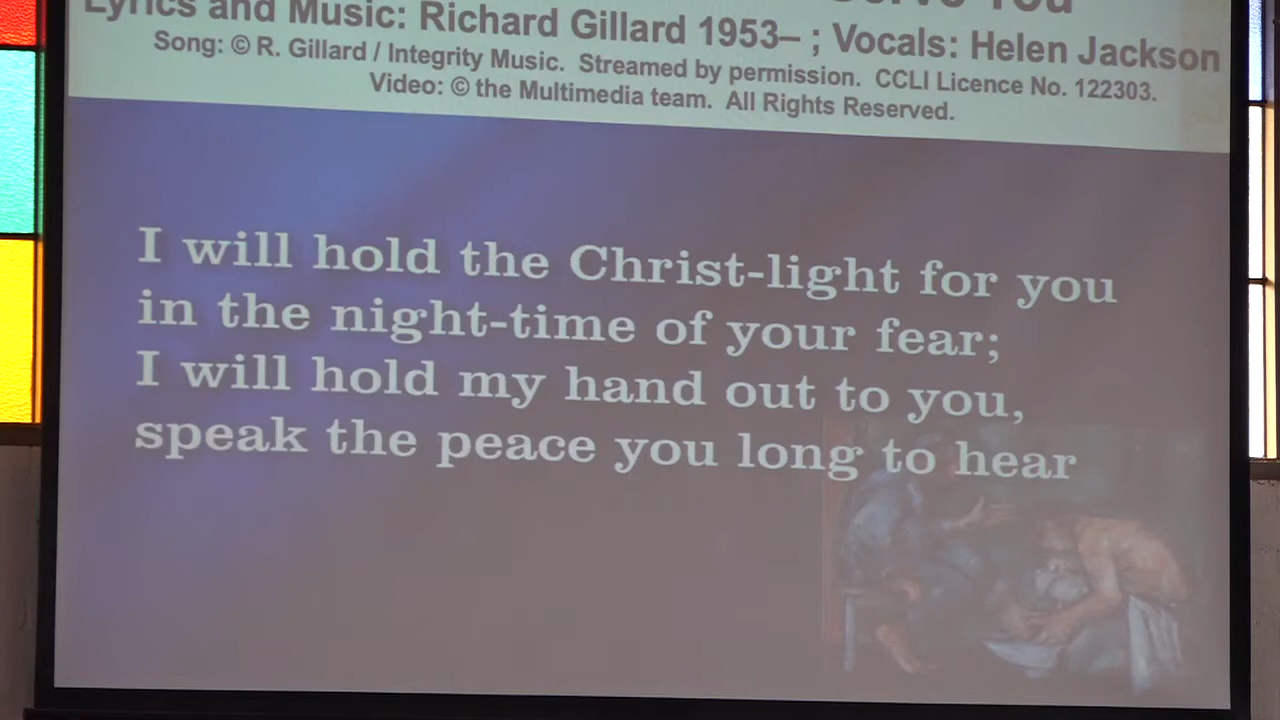 Serve You
Lyrics and Music: Richard Gillard 1953– ; Vocals: Helen Jackson
Song: © R. Gillard / Integrity Music. Streamed by permission. CCLI Licence No. 122303.
Video: © the Multimedia team. All Rights Reserved.
I will hold the Christ-light for you
in the night-time of your fear;
I will hold my hand out to you,
speak the peace you long to hear